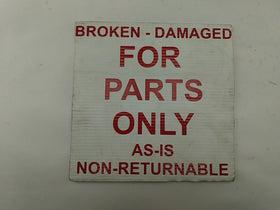 BROKEN - DAMAGED
FOR
PARTS
ONLY
AS-IS
NON-RETURNABLE